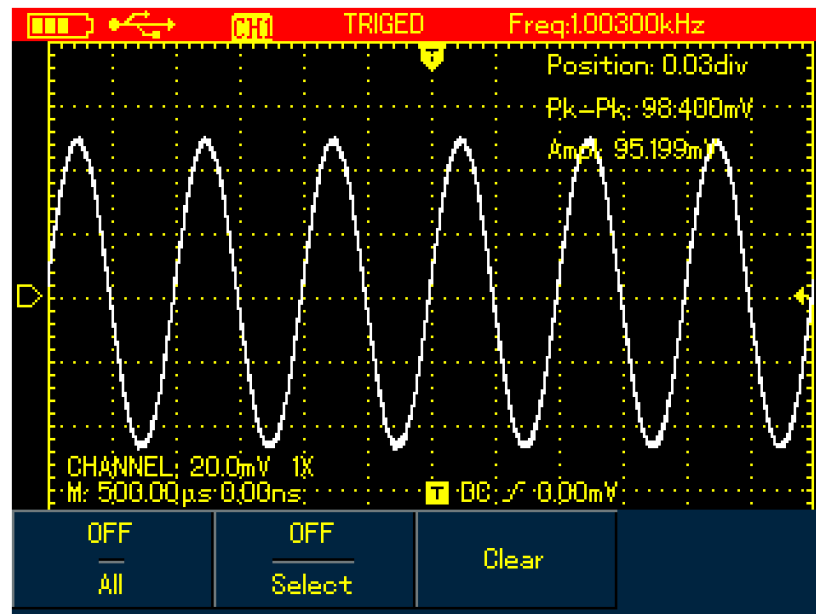 CH1 TRIGED Freq:1.00300kHz
T
Position: 0.03div
Pk-Pk: 98.400mV
Ampl: 95.199mV
CHANNEL: 20.0mV 1X
M: 500.00µs 0.00ns T DC 0.00mV
OFF OFF
Clear
All Select